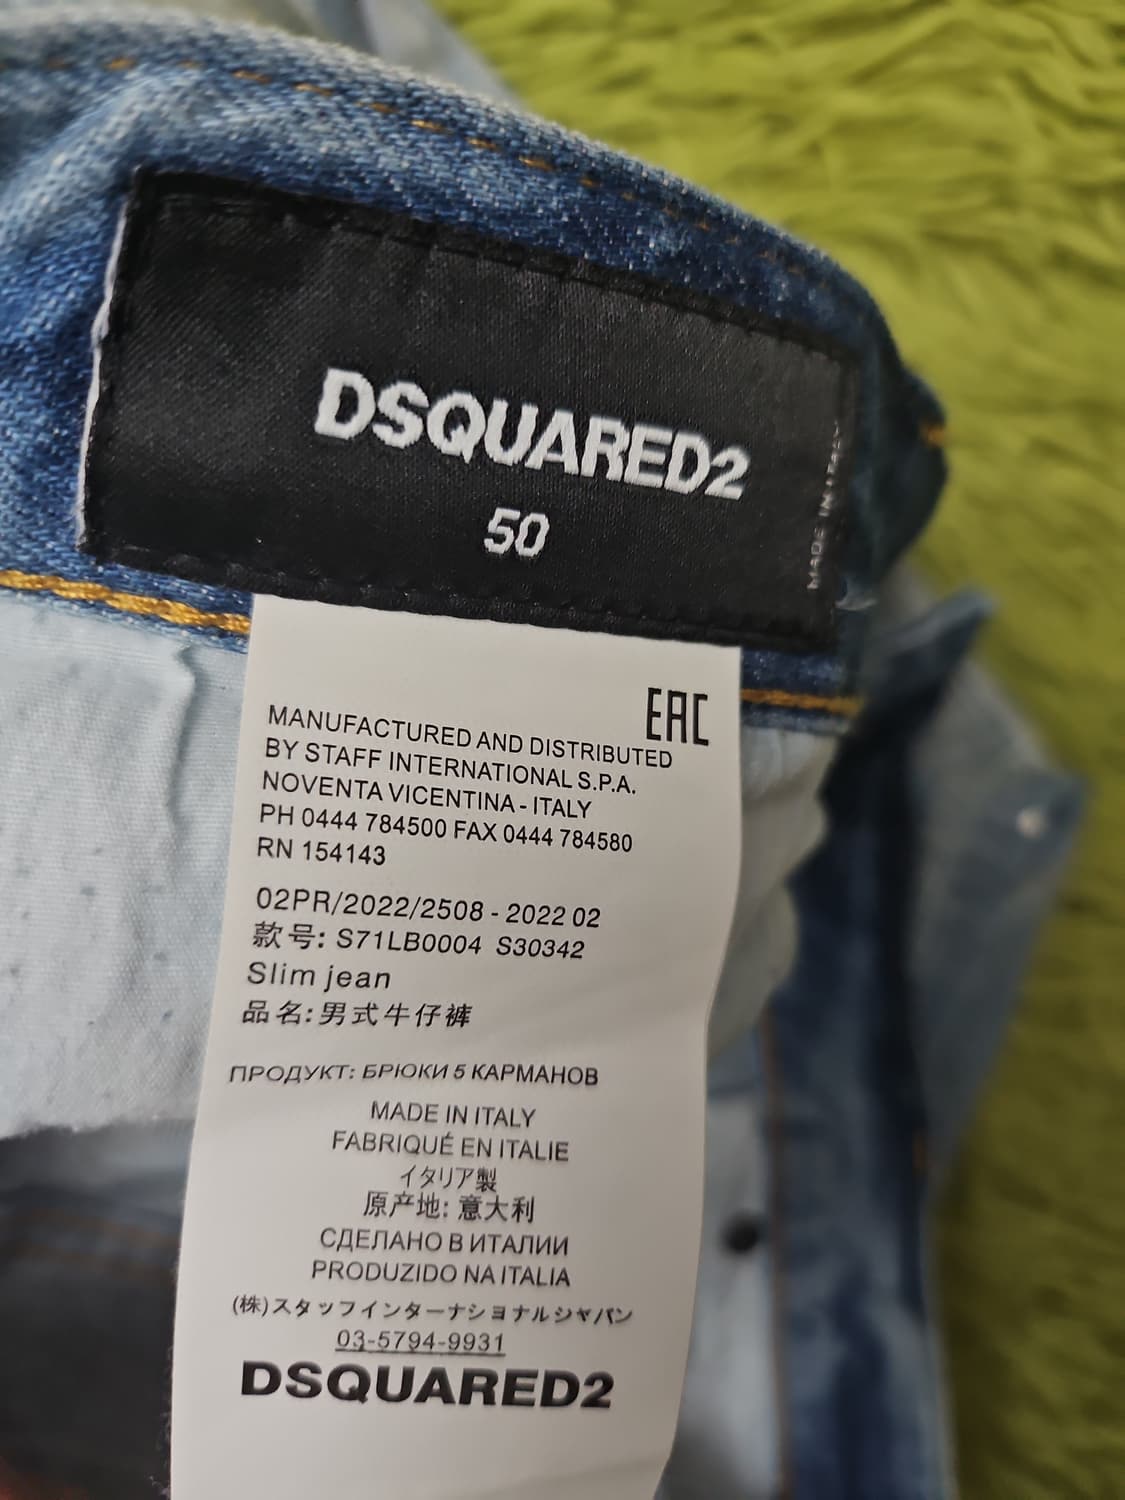 DSQUARED2
50
MADE IN ITALY
EAC
MANUFACTURED AND DISTRIBUTED
BY STAFF INTERNATIONAL S.P.A.
NOVENTA VICENTINA - ITALY
PH 0444 784500 FAX 0444 784580
RN 154143
02PR/2022/2508 - 2022 02
款号: S71LB0004 S30342
Slim jean
品名: 男式牛仔裤
ПРОДУКТ: БРЮКИ 5 КАРМАНОВ
MADE IN ITALY
FABRIQUÉ EN ITALIE
イタリア製
原产地: 意大利
СДЕЛАНО В ИТАЛИИ
PRODUZIDO NA ITALIA
(株)スタッフインターナショナルジャパン
03-5794-9931
DSQUARED2